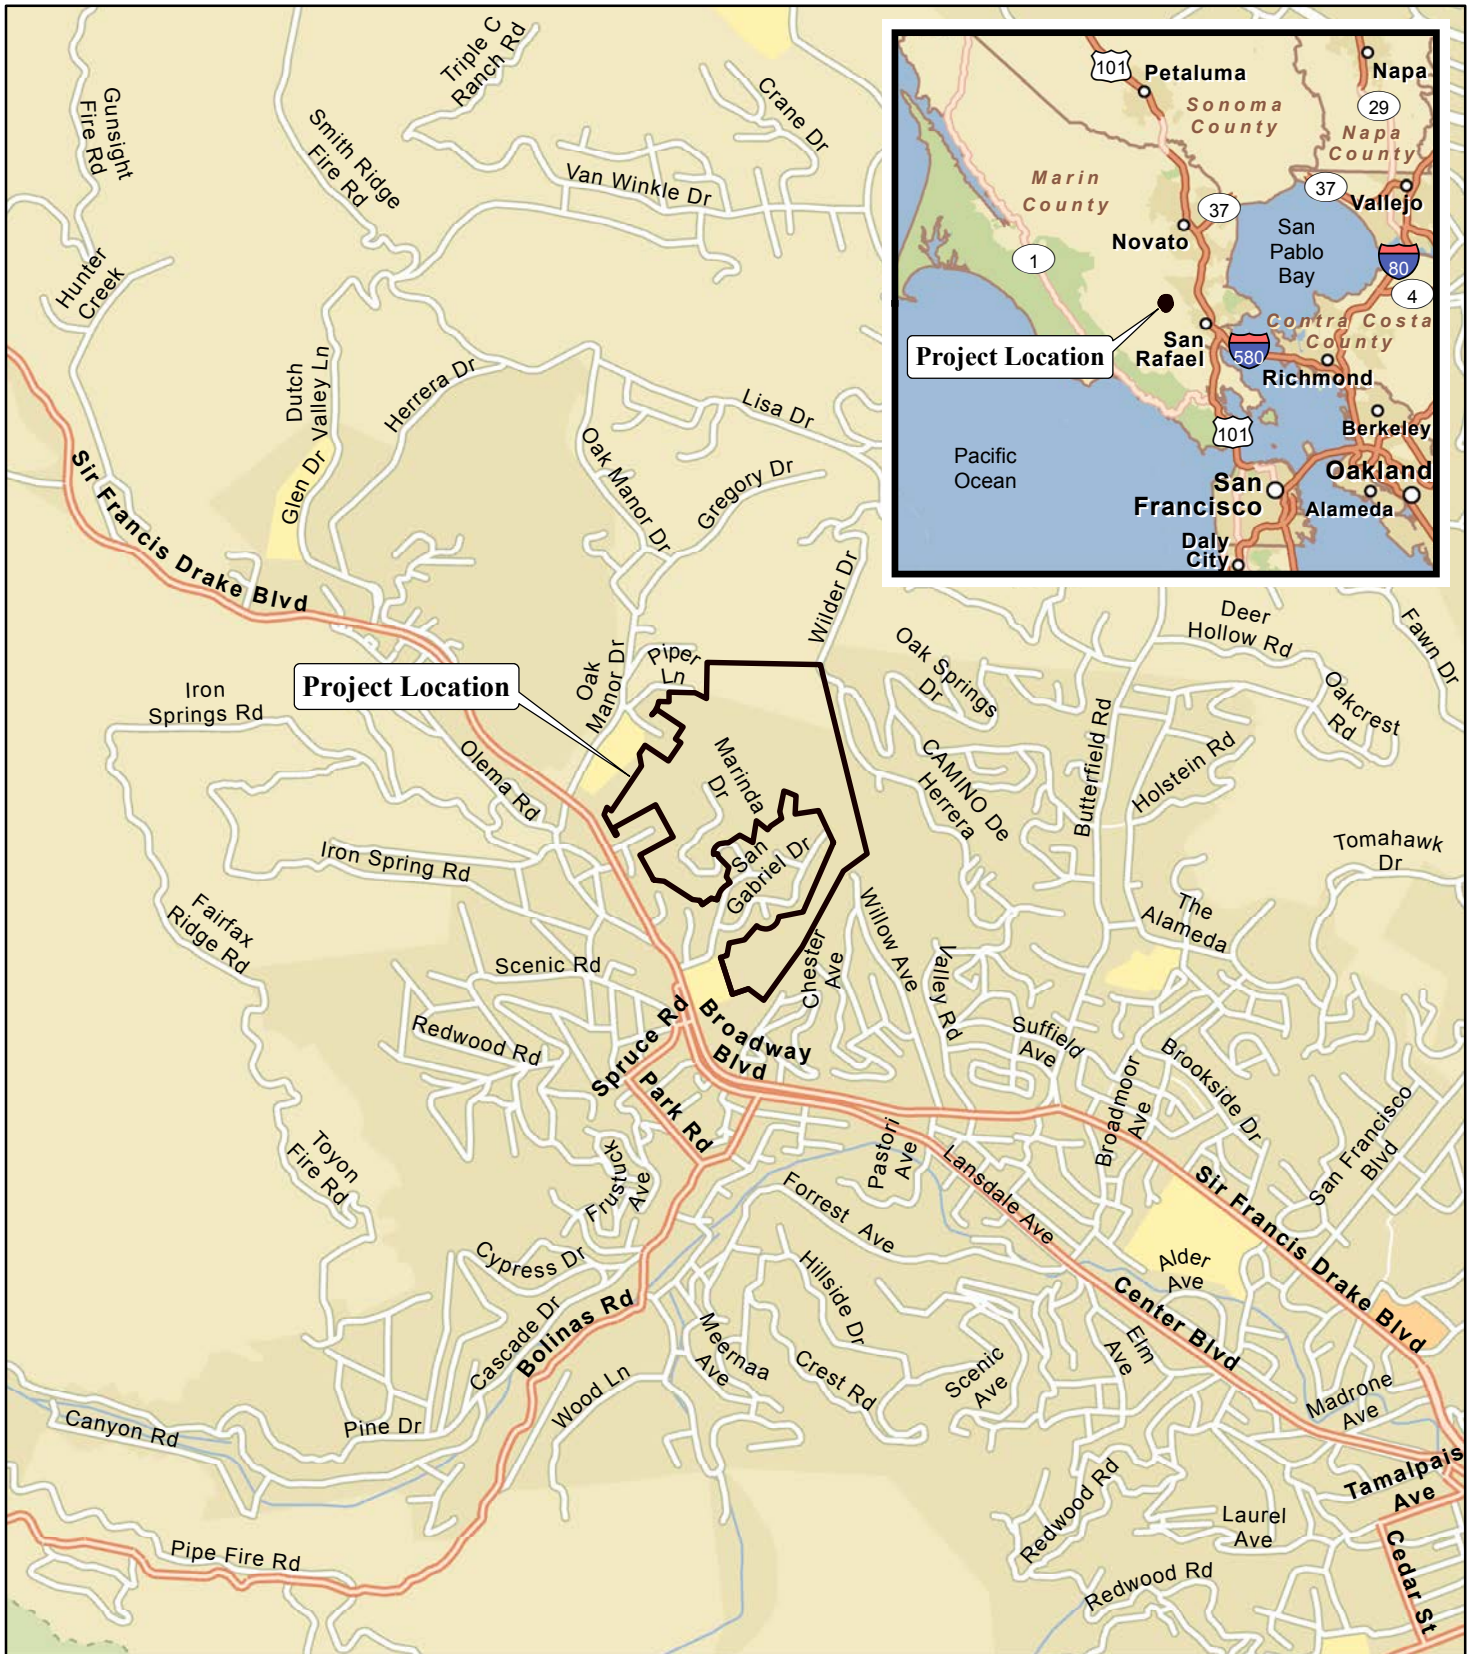 Triple C
Ranch Rd
Crane Dr
Gunsight
Fire Rd
Smith Ridge
Fire Rd
Van Winkle Dr
Hunter
Creek
Dutch
Valley Ln
Glen Dr
Herrera Dr
Lisa Dr
Oak Manor Dr
Gregory Dr
Sir Francis Drake Blvd
Wilder Dr
101
Petaluma
Napa
29
Sonoma
County
Napa
County
Marin
County
37
37
Vallejo
Novato
San
Pablo
Bay
80
4
1
Contra Costa
County
Project Location
San
Rafael
580
Richmond
101
Berkeley
Pacific
Ocean
San
Francisco
Oakland
Alameda
Daly
City
Deer
Hollow Rd
Fawn Dr
Oak Springs
Dr
Oakcrest
Rd
Piper
Ln
Oak
Manor Dr
Project Location
Iron
Springs Rd
Olema Rd
Marinda
Dr
CAMINO De
Herrera
Butterfield Rd
Holstein Rd
Tomahawk
Dr
Iron Spring Rd
San
Gabriel Dr
Fairfax
Ridge Rd
Willow Ave
The
Alameda
Chester
Ave
Valley Rd
Scenic Rd
Redwood Rd
Spruce Rd
Broadway
Blvd
Suffield
Ave
Brookside Dr
Broadmoor
Ave
San Francisco
Blvd
Park Rd
Pastori
Ave
Lansdale Ave
Toyon
Fire Rd
Frustuck
Ave
Forrest Ave
Sir Francis Drake Blvd
Cypress Dr
Hillside Dr
Alder
Ave
Center Blvd
Cascade Dr
Bolinas Rd
Meernaa
Ave
Elm
Ave
Crest Rd
Scenic
Ave
Wood Ln
Madrone
Ave
Canyon Rd
Pine Dr
Tamalpais
Ave
Redwood Rd
Laurel
Ave
Pipe Fire Rd
Redwood Rd
Cedar St